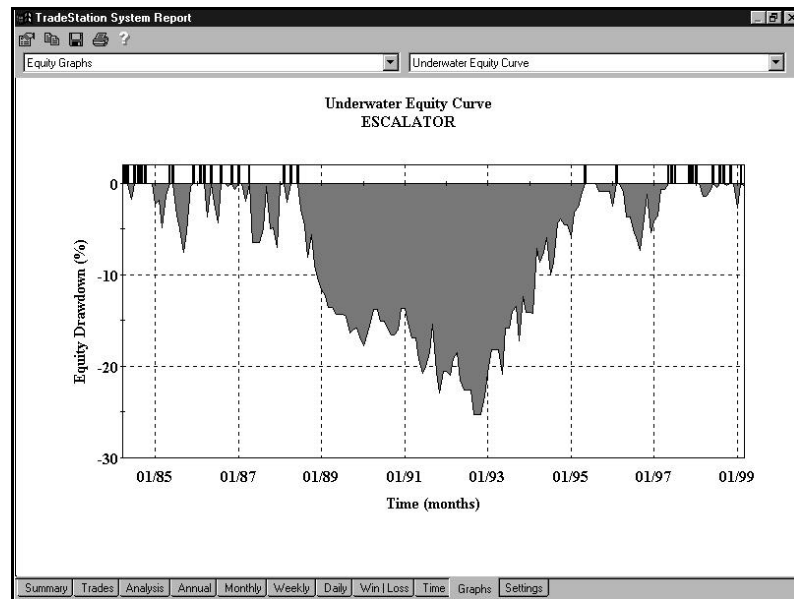 TradeStation System Report
Equity Graphs
Underwater Equity Curve
Underwater Equity Curve
ESCALATOR
Equity Drawdown (%)
0
-10
-20
-30
01/85 01/87 01/89 01/91 01/93 01/95 01/97 01/99
Time (months)
Summary Trades Analysis Annual Monthly Weekly Daily Win | Loss Time Graphs Settings